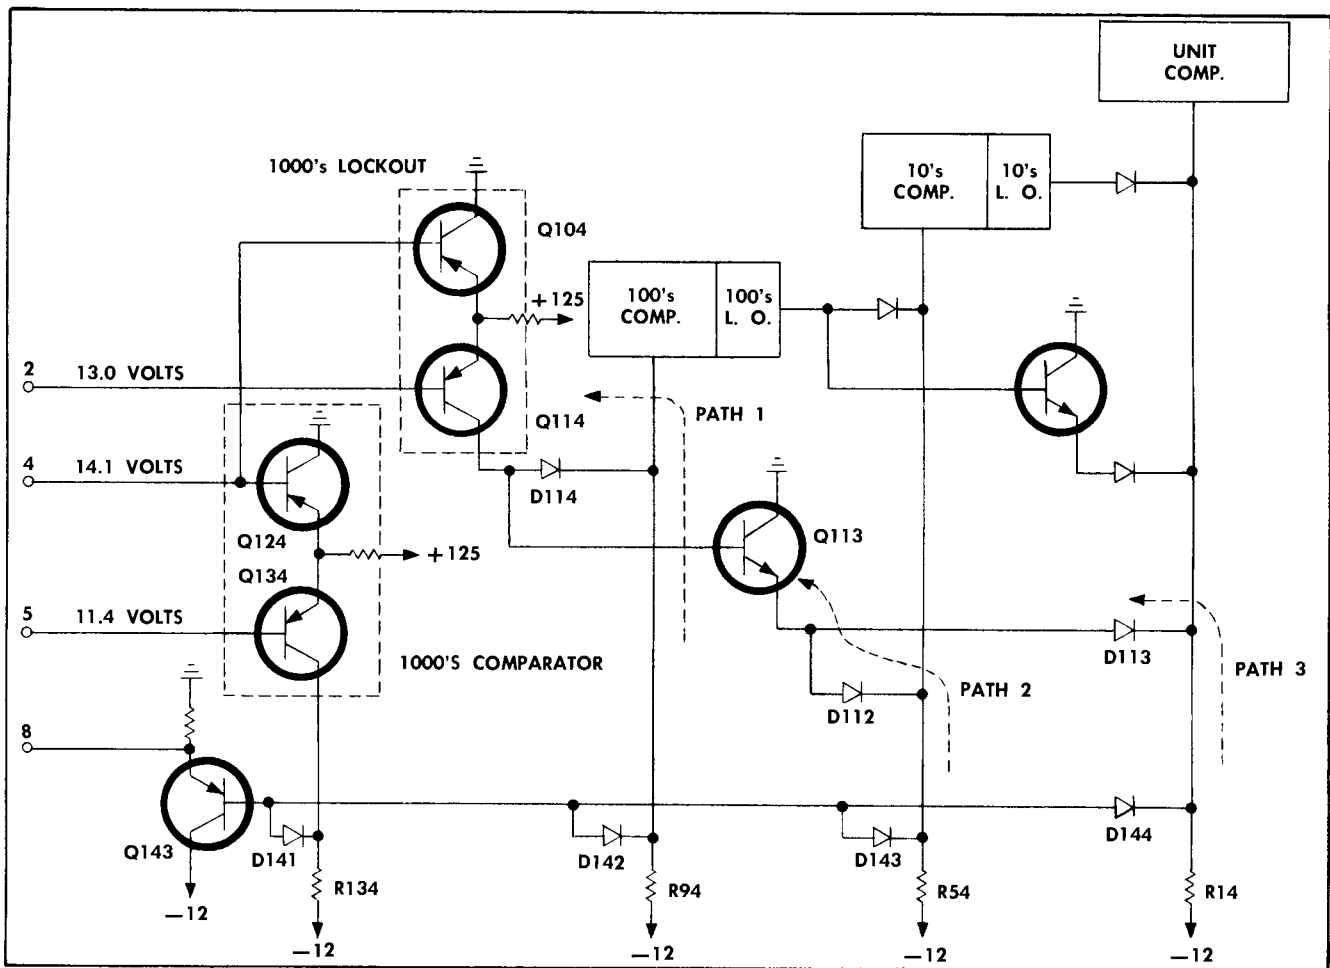 UNIT
COMP.
10's
COMP.
10's
L. O.
1000's LOCKOUT
Q104
+125
100's
COMP.
100's
L. O.
2
13.0 VOLTS
Q114
PATH 1
4
14.1 VOLTS
D114
Q124
Q113
+125
Q134
5
11.4 VOLTS
1000'S COMPARATOR
D113
PATH 3
PATH 2
D112
8
Q143
D141
D142
D143
D144
R134
R94
R54
R14
—12
—12
—12
—12
—12